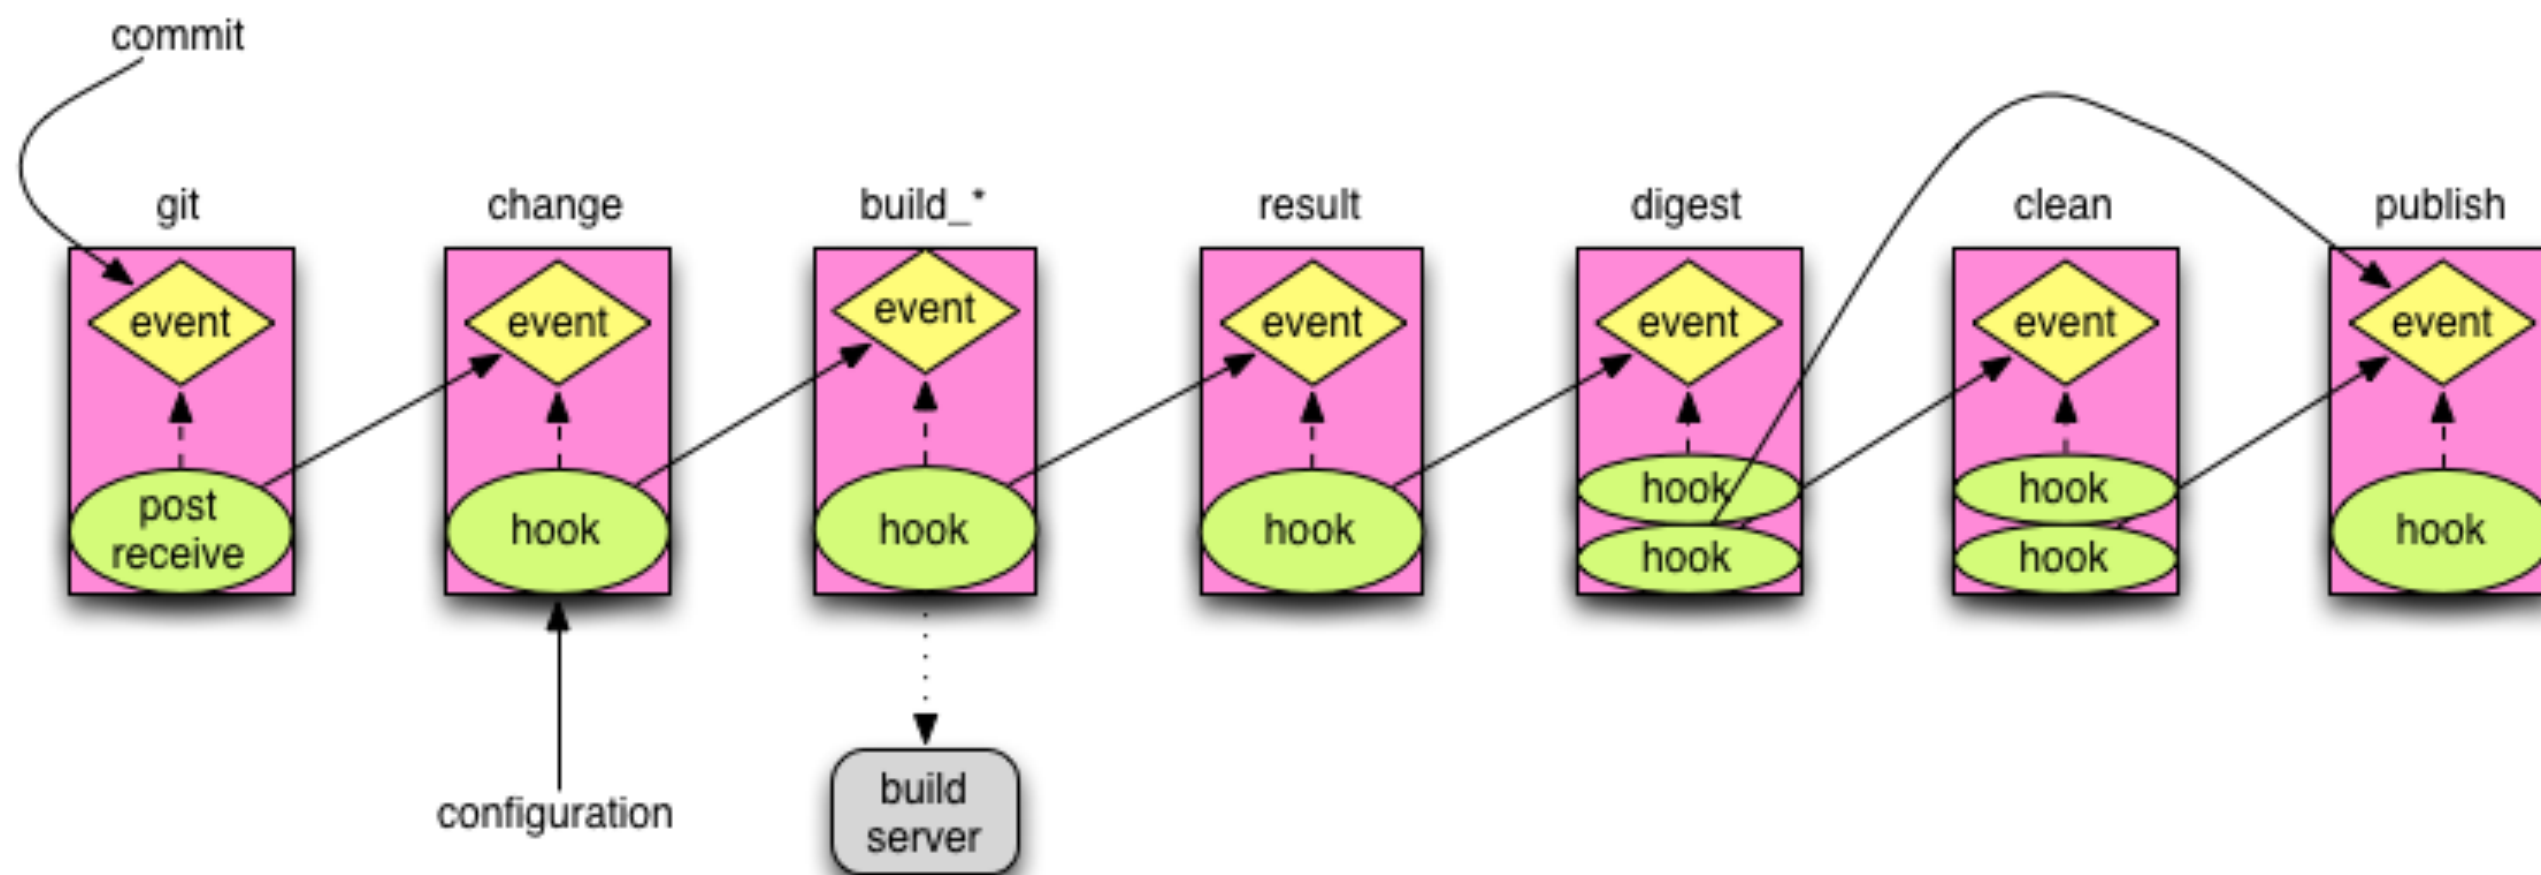 commit
git
change
build_*
result
digest
clean
publish
event
event
event
event
event
event
event
post
receive
hook
hook
hook
hook
hook
hook
hook
hook
configuration
build
server